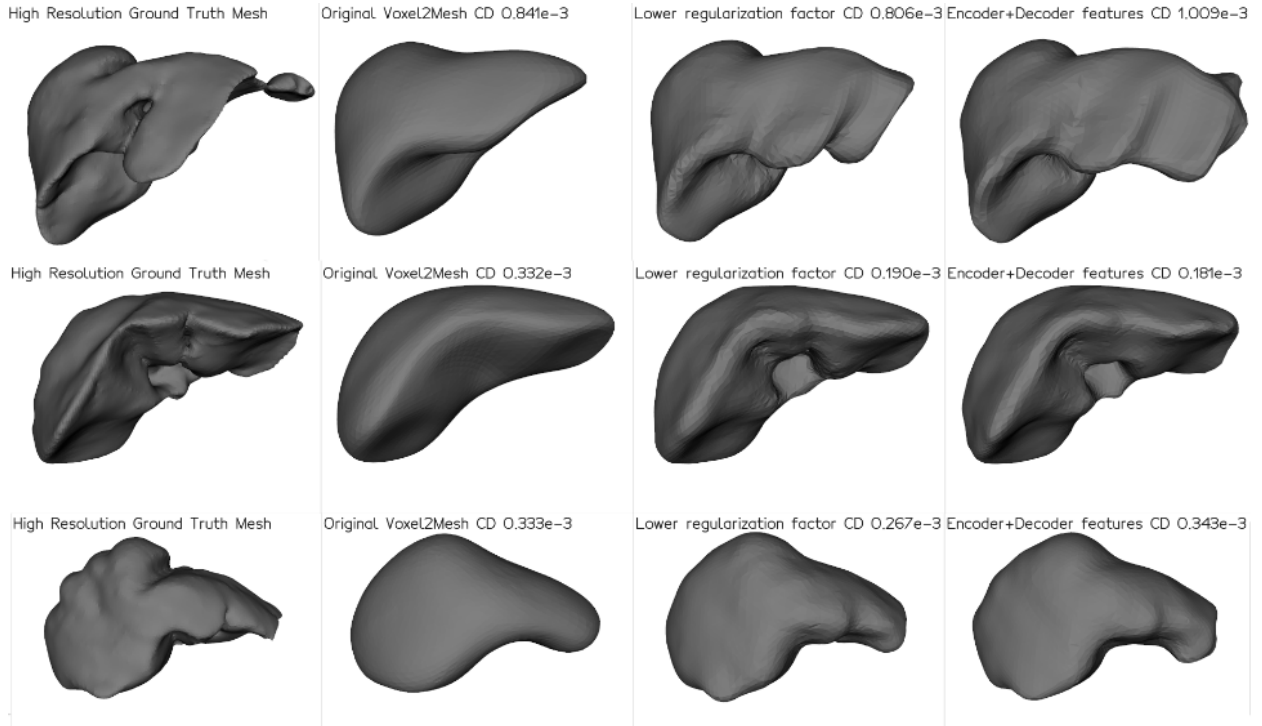 High Resolution Ground Truth Mesh
Original Voxel2Mesh CD 0.841e-3
Lower regularization factor CD 0.806e-3
Encoder+Decoder features CD 1.009e-3
High Resolution Ground Truth Mesh
Original Voxel2Mesh CD 0.332e-3
Lower regularization factor CD 0.190e-3
Encoder+Decoder features CD 0.181e-3
High Resolution Ground Truth Mesh
Original Voxel2Mesh CD 0.333e-3
Lower regularization factor CD 0.267e-3
Encoder+Decoder features CD 0.343e-3